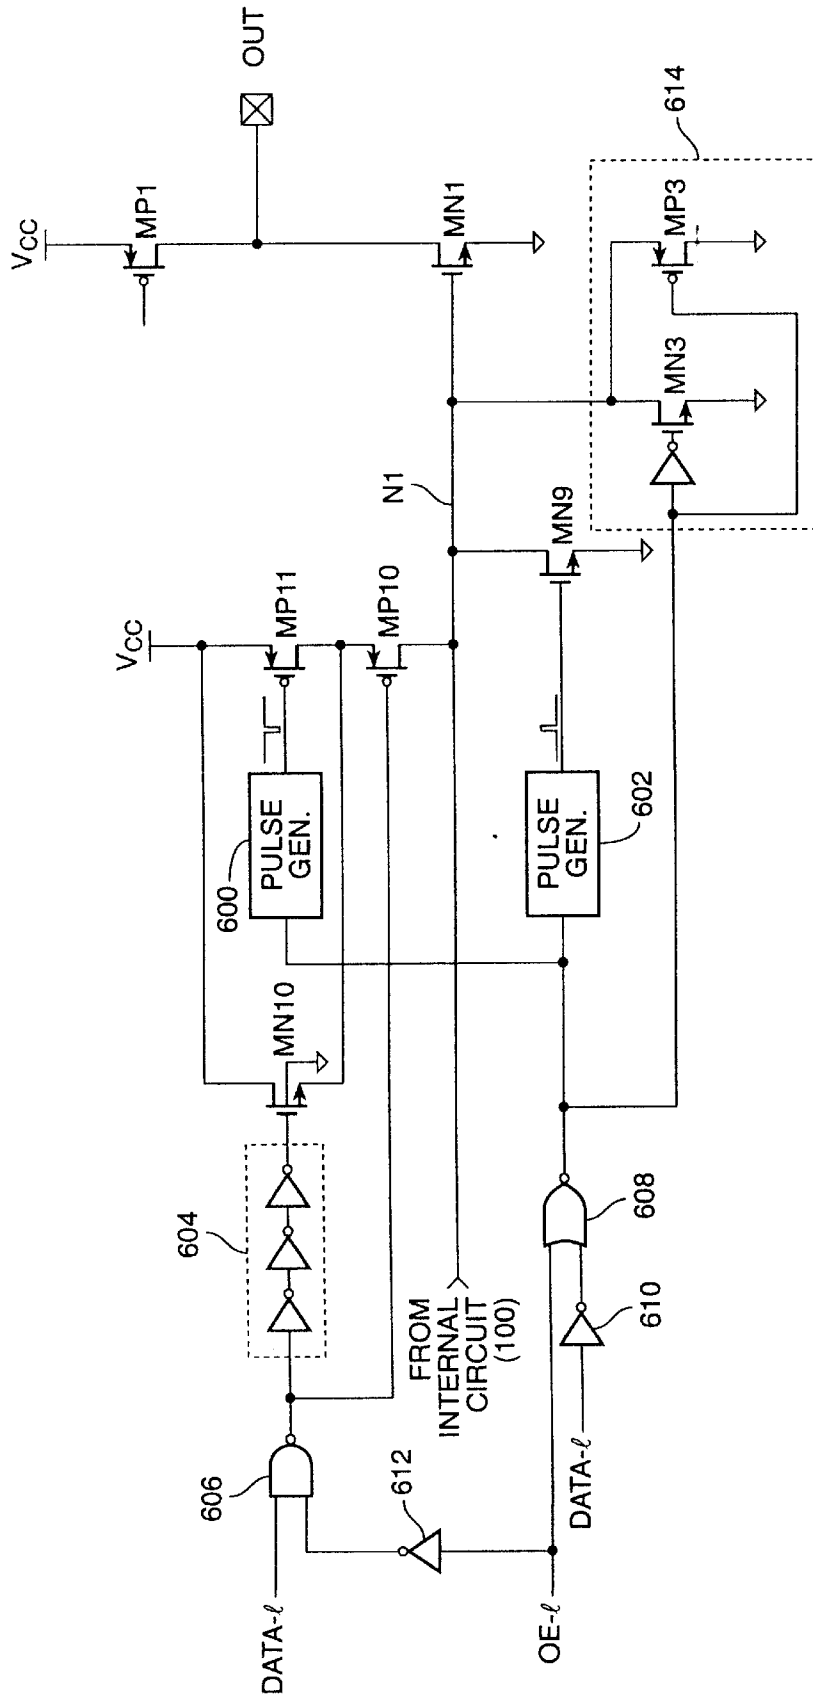 VCC
MP1
OUT
MN1
614
MP3
MN3
N1
MN9
VCC
MP11
MP10
PULSE
GEN.
600
PULSE
GEN.
602
MN10
604
608
610
FROM
INTERNAL
CIRCUIT
(100)
606
612
DATA-ℓ
DATA-ℓ
OE-ℓ